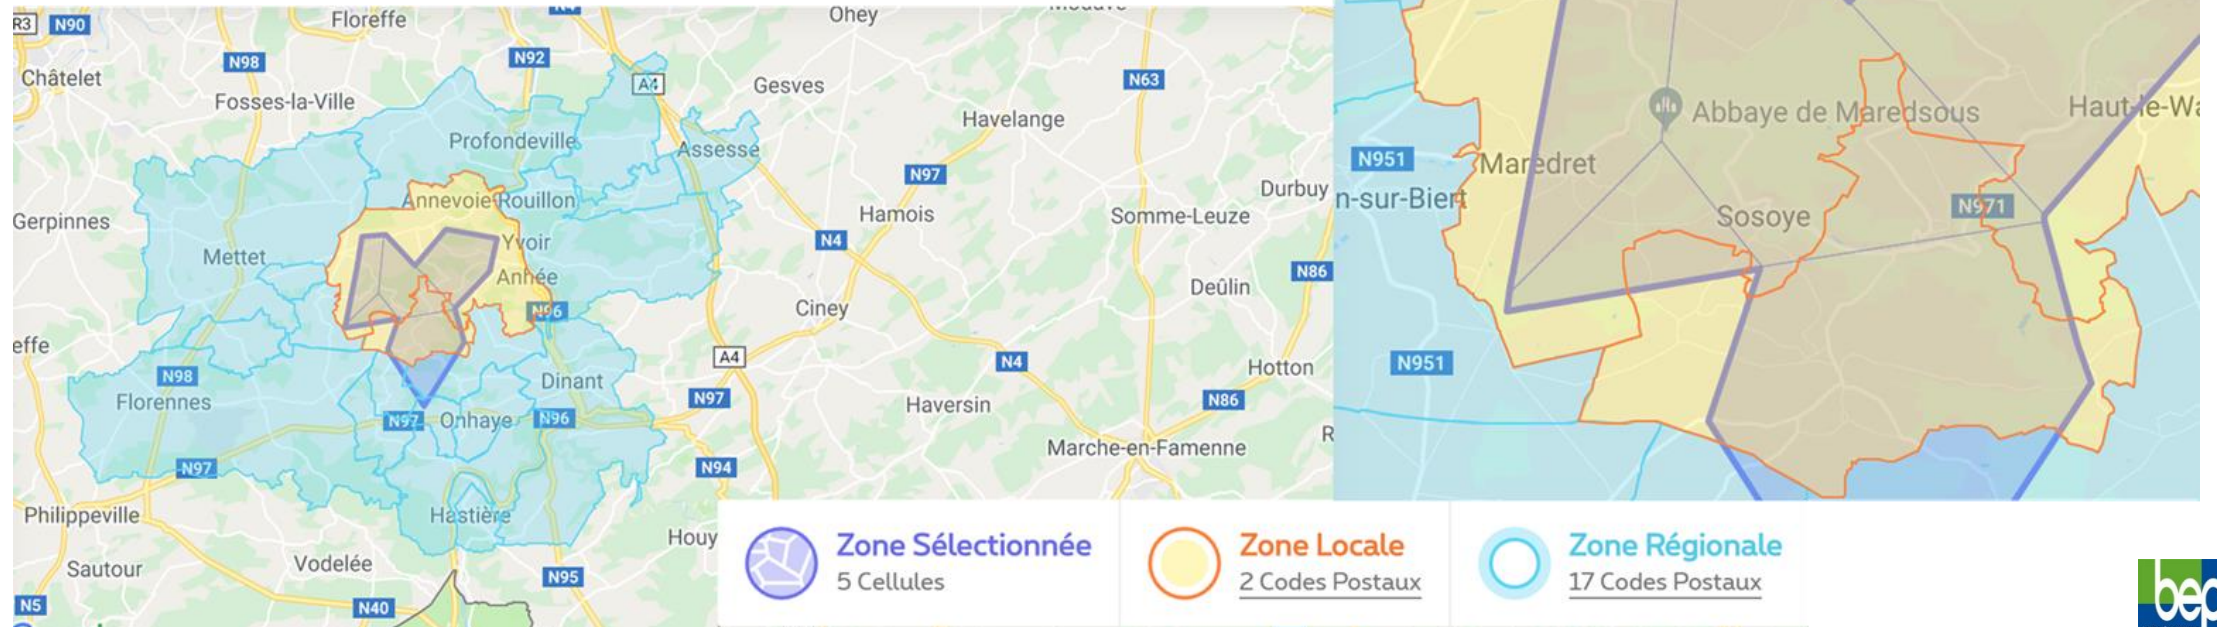 Floreffe
Ohey
R3
N90
N98
N92
A4
N63
Châtelet
Gesves
Fosses-la-Ville
Havelange
Profondeville
Assesse
N97
Durbuy
Annevoie-Rouillon
Gerpinnes
Hamois
Somme-Leuze
Yvoir
N4
Mettet
Anhée
N86
Deûlin
Ciney
N96
effe
A4
N4
Hotton
N98
Dinant
Florennes
N97
N86
Haversin
N97
Onhaye
N96
Marche-en-Famenne
N97
N94
Philippeville
Hastière
Houy
Vodelée
Sautour
N95
N5
N40
Abbaye de Maredsous
Haut-le-Wa
N951
Maredret
n-sur-Biert
N971
Sosoye
N951
Zone Sélectionnée
5 Cellules
Zone Locale
2 Codes Postaux
Zone Régionale
17 Codes Postaux
bep